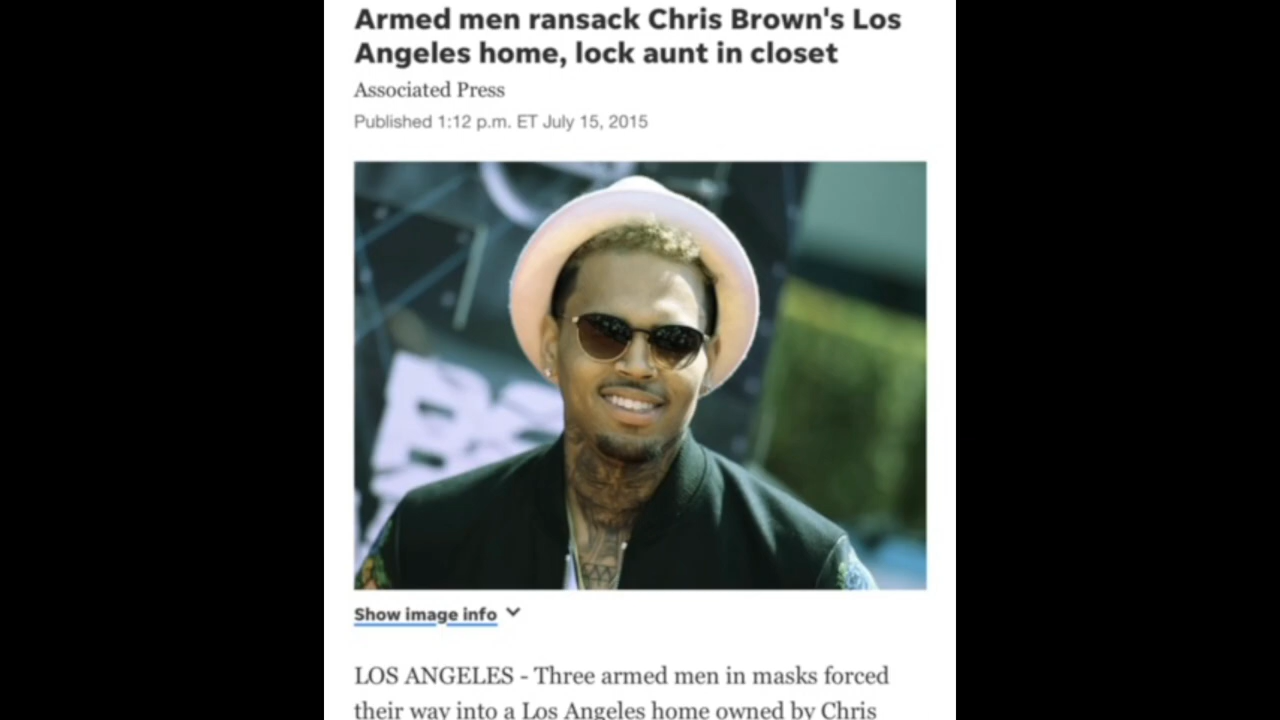 Armed men ransack Chris Brown's Los
Angeles home, lock aunt in closet
Associated Press
Published 1:12 p.m. ET July 15, 2015
Show image info
LOS ANGELES - Three armed men in masks forced
their way into a Los Angeles home owned by Chris